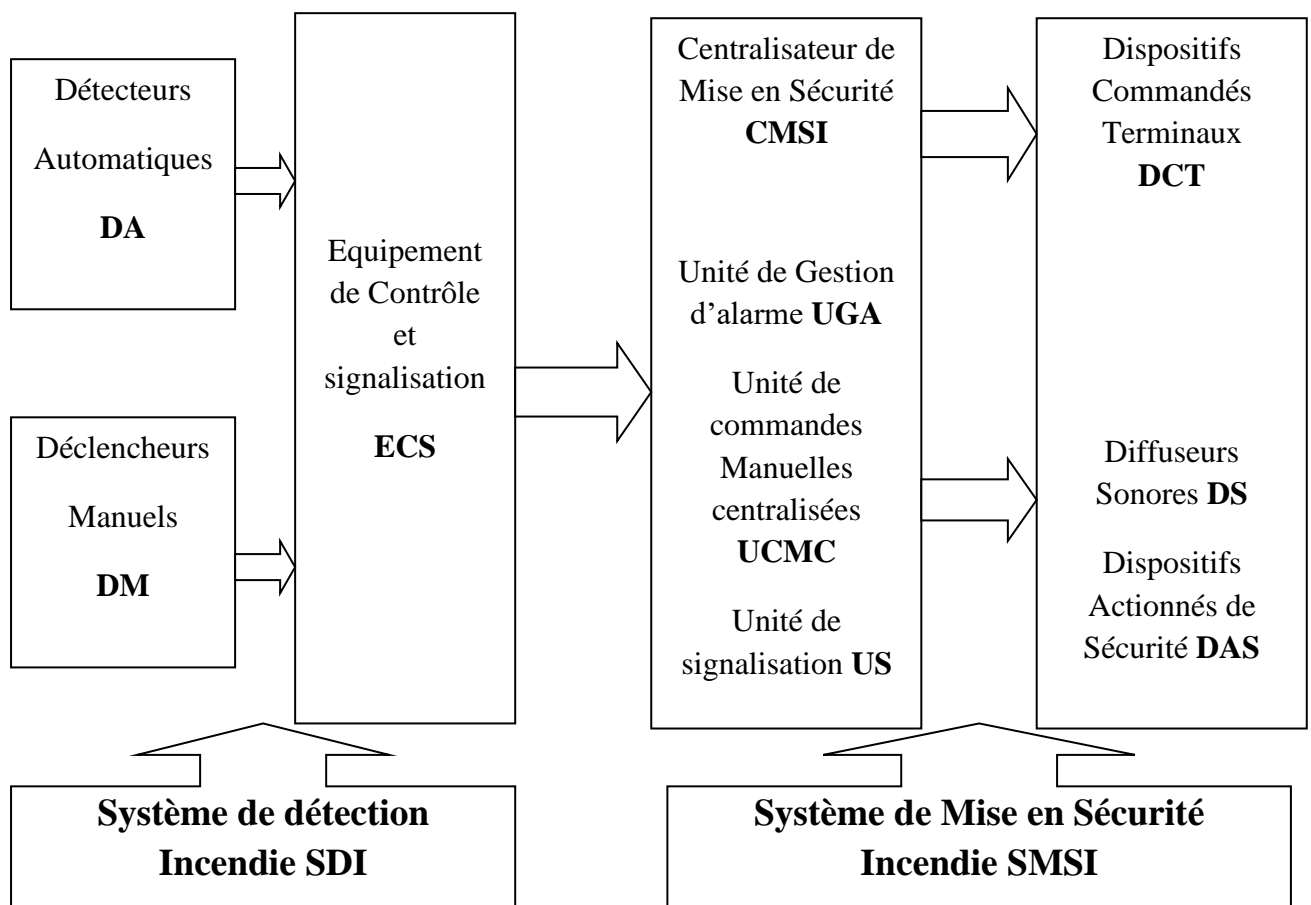 Détecteurs
Automatiques
DA
Déclencheurs
Manuels
DM
Equipement
de Contrôle
et
signalisation
ECS
Centralisateur de
Mise en Sécurité
CMSI
Unité de Gestion
d’alarme UGA
Unité de
commandes
Manuelles
centralisées
UCMC
Unité de
signalisation US
Dispositifs
Commandés
Terminaux
DCT
Diffuseurs
Sonores DS
Dispositifs
Actionnés de
Sécurité DAS
Système de détection
Incendie SDI
Système de Mise en Sécurité
Incendie SMSI